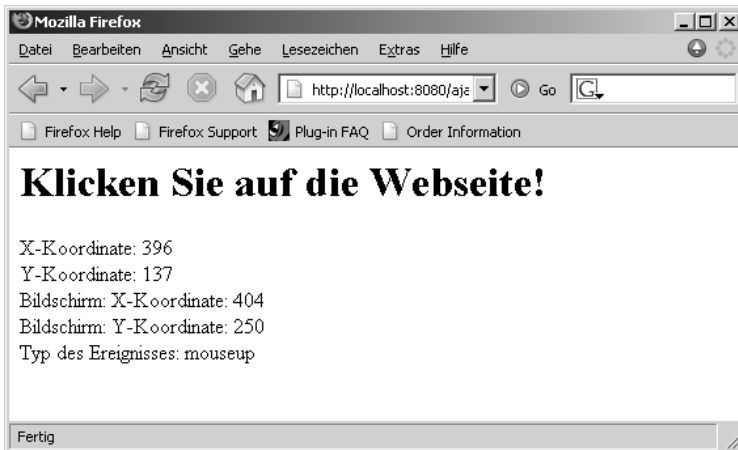 Mozilla Firefox
Datei Bearbeiten Ansicht Gehe Lesezeichen Extras Hilfe
http://localhost:8080/aja Go G
Firefox Help Firefox Support Plug-in FAQ Order Information
Klicken Sie auf die Webseite!
X-Koordinate: 396
Y-Koordinate: 137
Bildschirm: X-Koordinate: 404
Bildschirm: Y-Koordinate: 250
Typ des Ereignisses: mouseup
Fertig